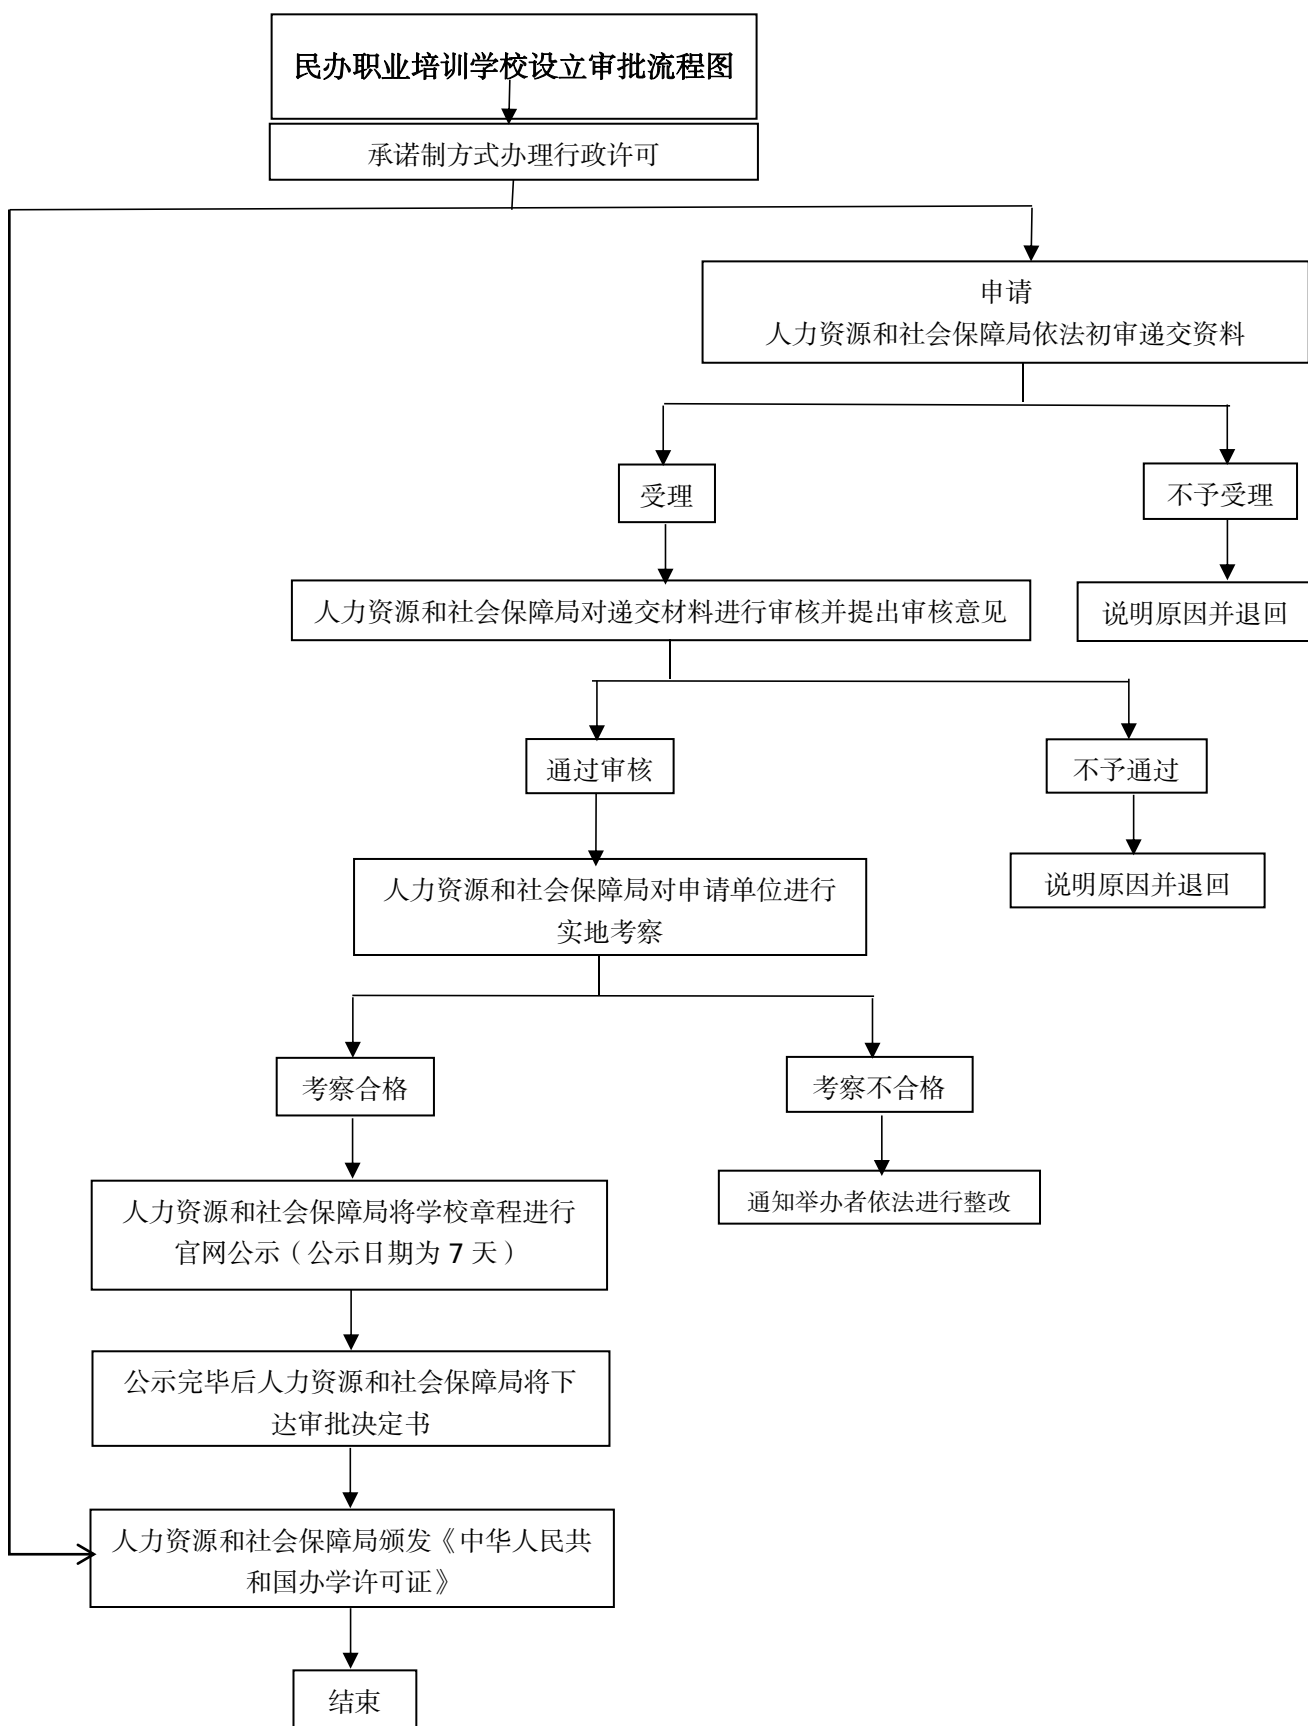 民办职业培训学校设立审批流程图
承诺制方式办理行政许可
申请
人力资源和社会保障局依法初审递交资料
受理
不予受理
人力资源和社会保障局对递交材料进行审核并提出审核意见
说明原因并退回
通过审核
不予通过
人力资源和社会保障局对申请单位进行
实地考察
说明原因并退回
考察合格
考察不合格
人力资源和社会保障局将学校章程进行
官网公示（公示日期为 7 天）
通知举办者依法进行整改
公示完毕后人力资源和社会保障局将下
达审批决定书
人力资源和社会保障局颁发《中华人民共
和国办学许可证》
结束